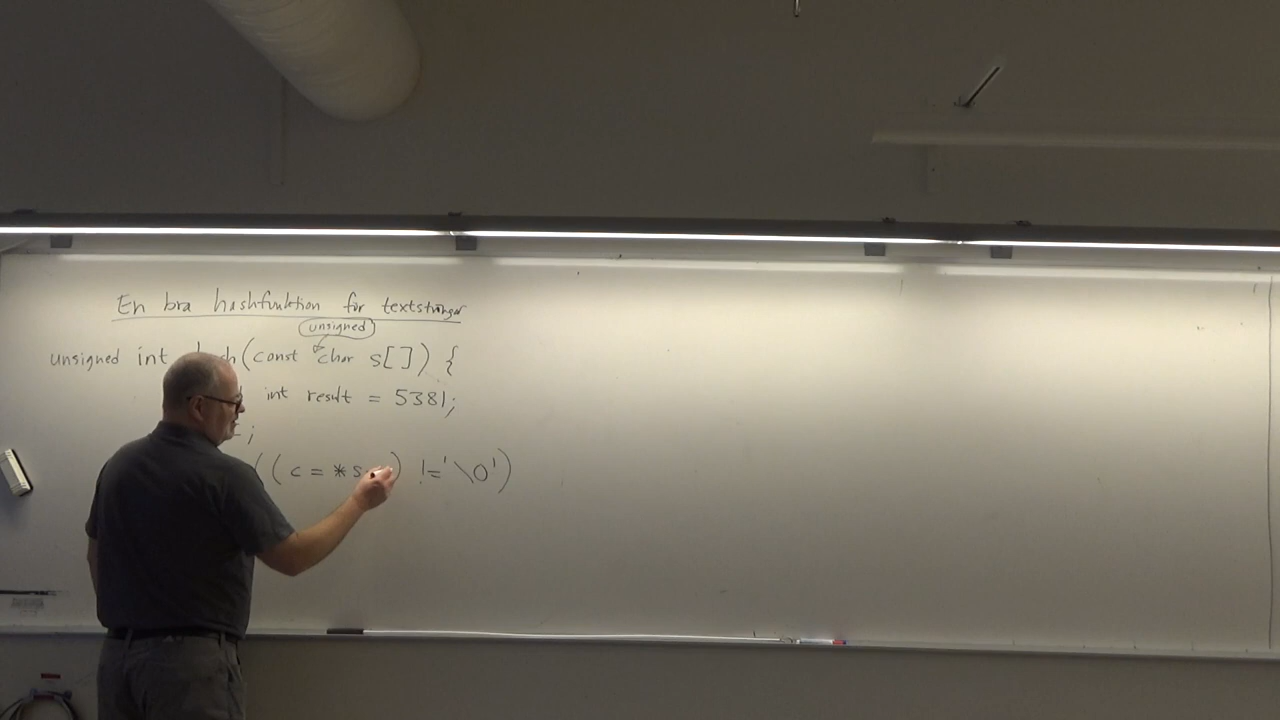 En bra hashfunktion för textsträngar
unsigned
unsigned int h(const char s[]) {
int result = 5381;
;
((c = *s ) != '\0')